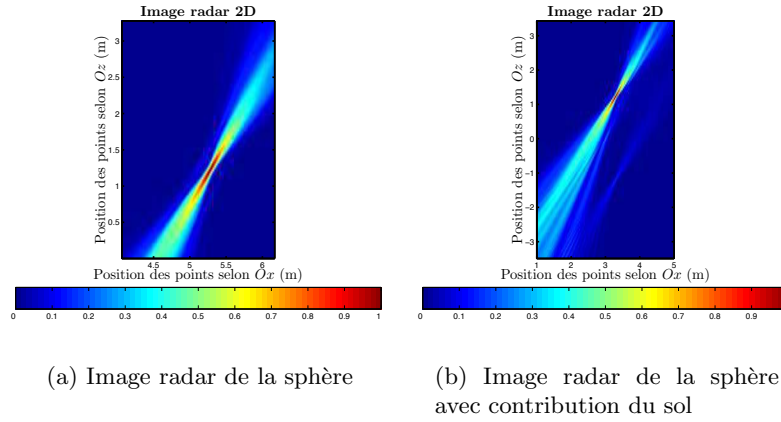 Image radar 2D
Position des points selon Oz (m)
3
2.5
2
1.5
1
0.5
4.5 5 5.5 6
Position des points selon Ox (m)
0 0.1 0.2 0.3 0.4 0.5 0.6 0.7 0.8 0.9 1
(a) Image radar de la sphère
Image radar 2D
Position des points selon Oz (m)
3
2
1
0
−1
−2
−3
1 2 3 4 5
Position des points selon Ox (m)
0 0.1 0.2 0.3 0.4 0.5 0.6 0.7 0.8 0.9
(b) Image radar de la sphère
avec contribution du sol